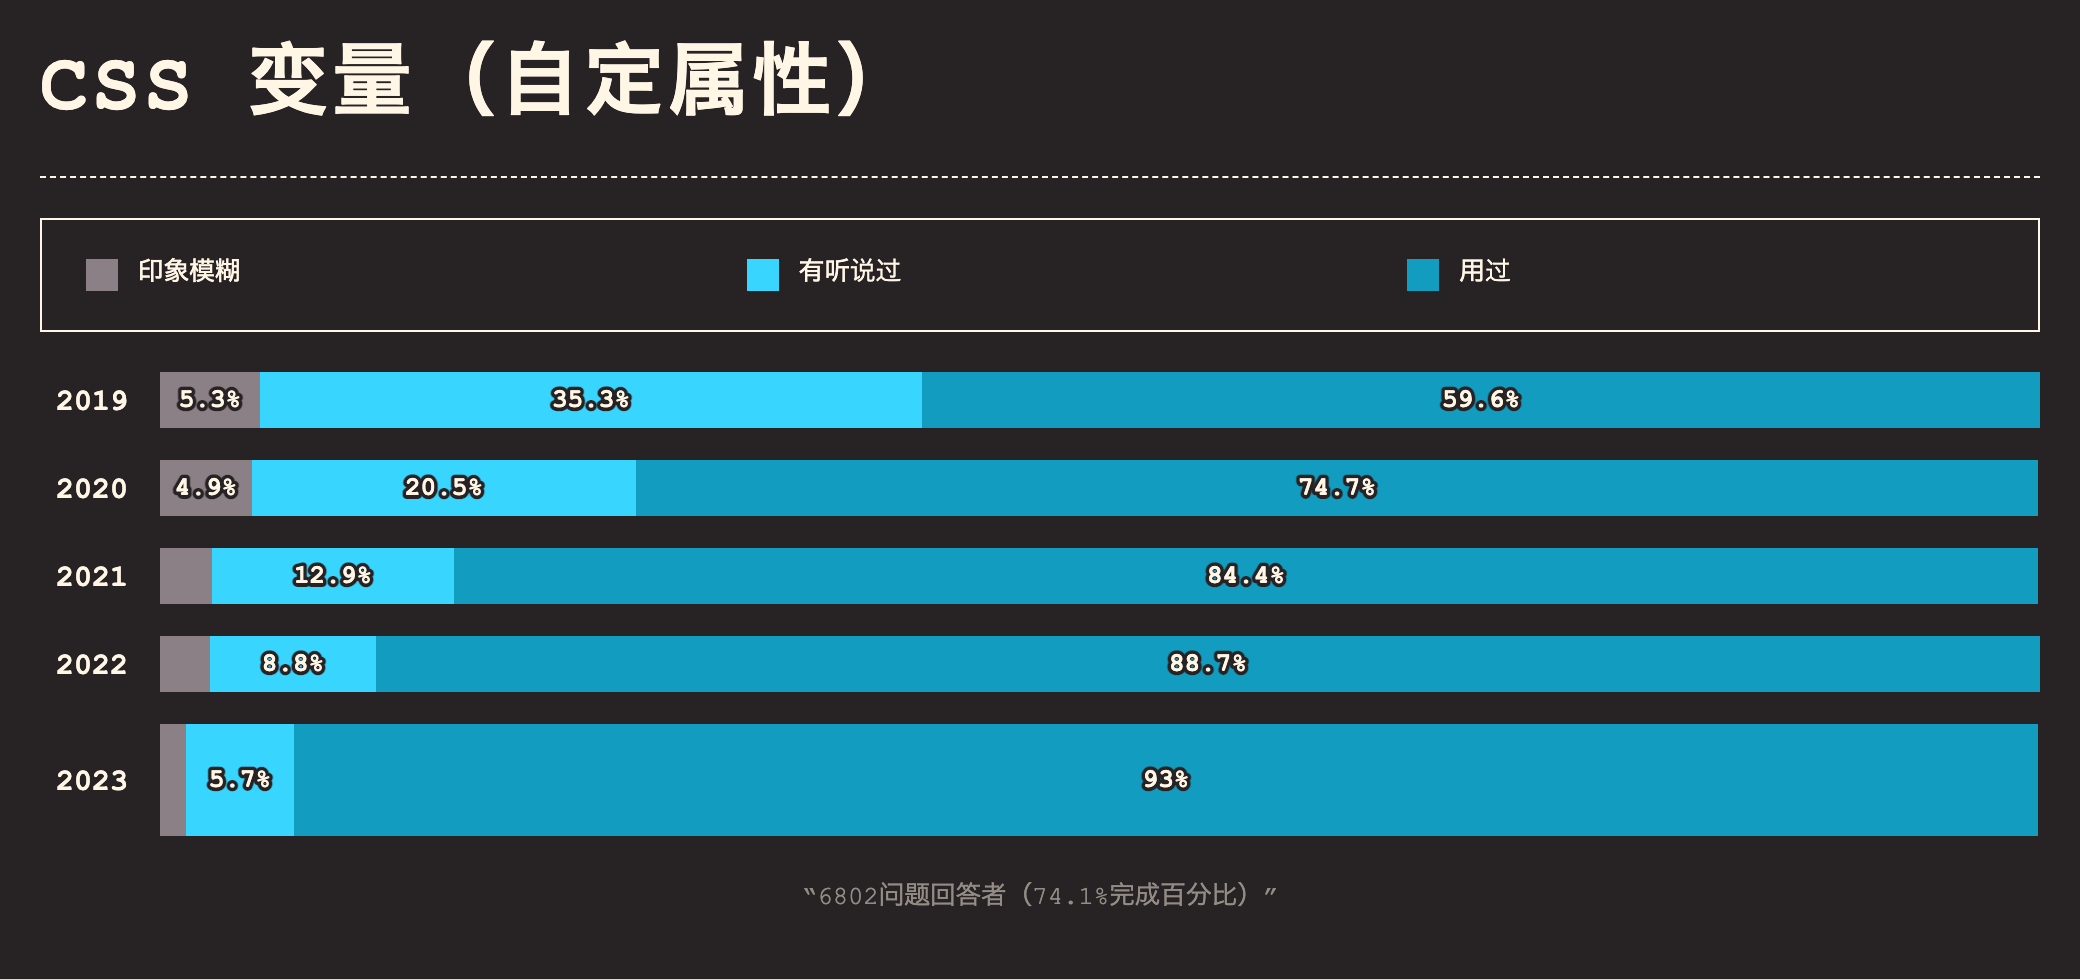 CSS 变量（自定属性）
印象模糊 有听说过 用过
2019 5.3% 35.3% 59.6%
2020 4.9% 20.5% 74.7%
2021 12.9% 84.4%
2022 8.8% 88.7%
2023 5.7% 93%
“6802问题回答者（74.1%完成百分比）”